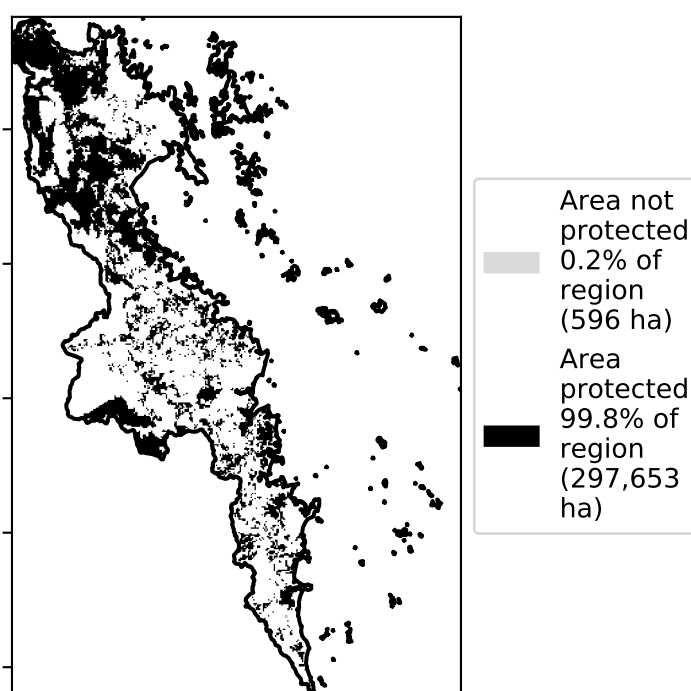 Area not
protected
0.2% of
region
(596 ha)
Area
protected
99.8% of
region
(297,653
ha)